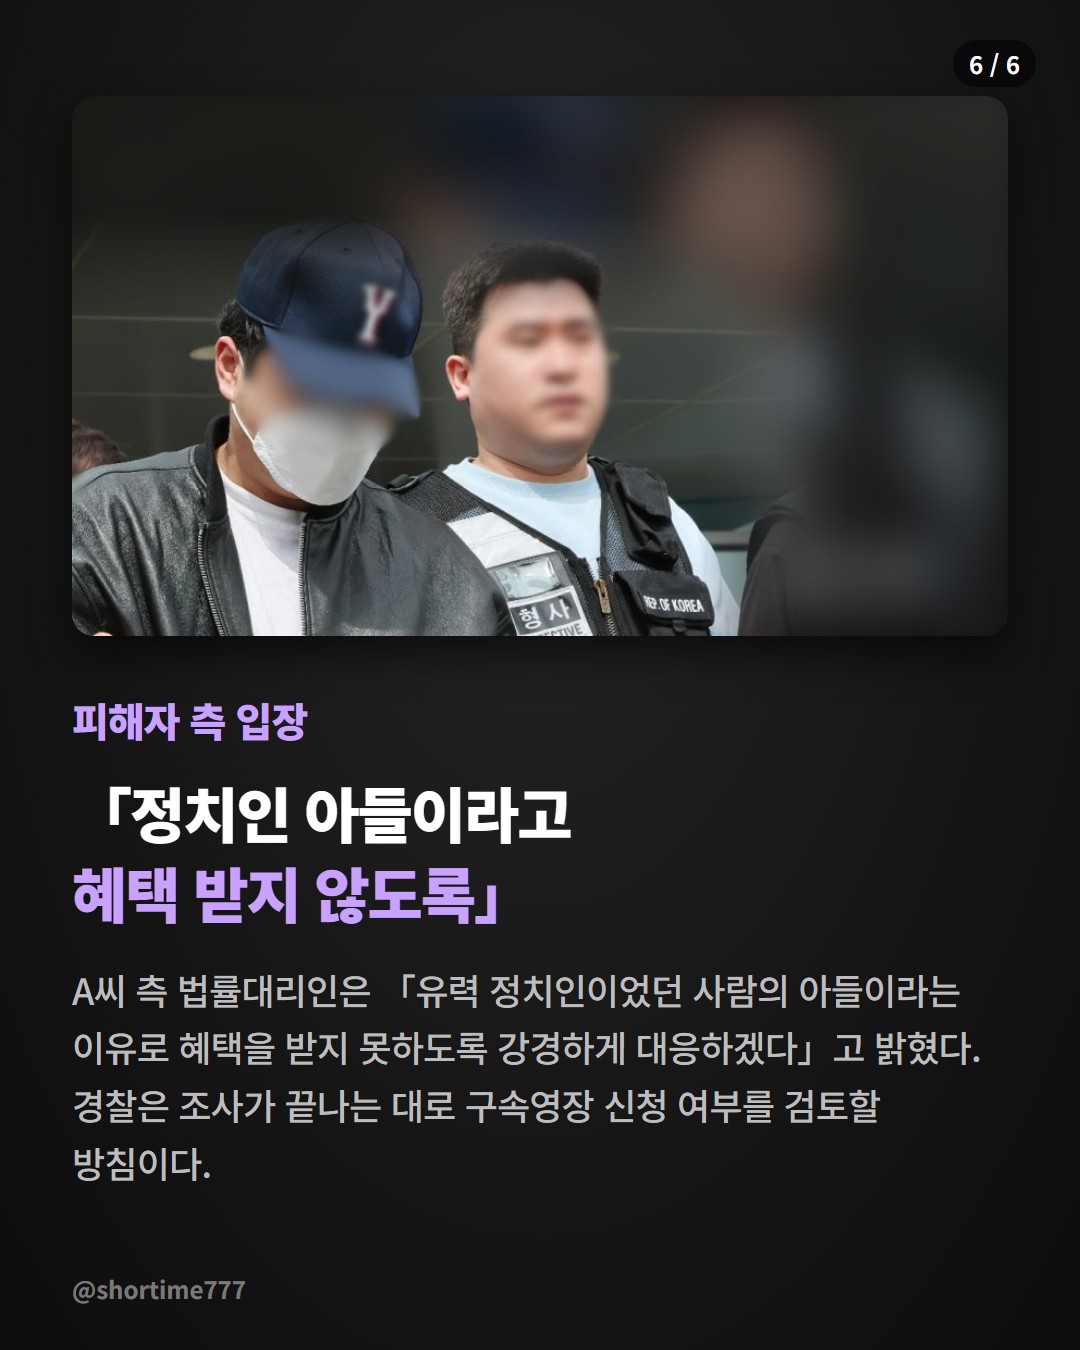 6 / 6
Y
형사
REP. OF KOREA
피해자 측 입장
「정치인 아들이라고
혜택 받지 않도록」
A씨 측 법률대리인은 「유력 정치인이었던 사람의 아들이라는
이유로 혜택을 받지 못하도록 강경하게 대응하겠다」고 밝혔다.
경찰은 조사가 끝나는 대로 구속영장 신청 여부를 검토할
방침이다.
@shortime777